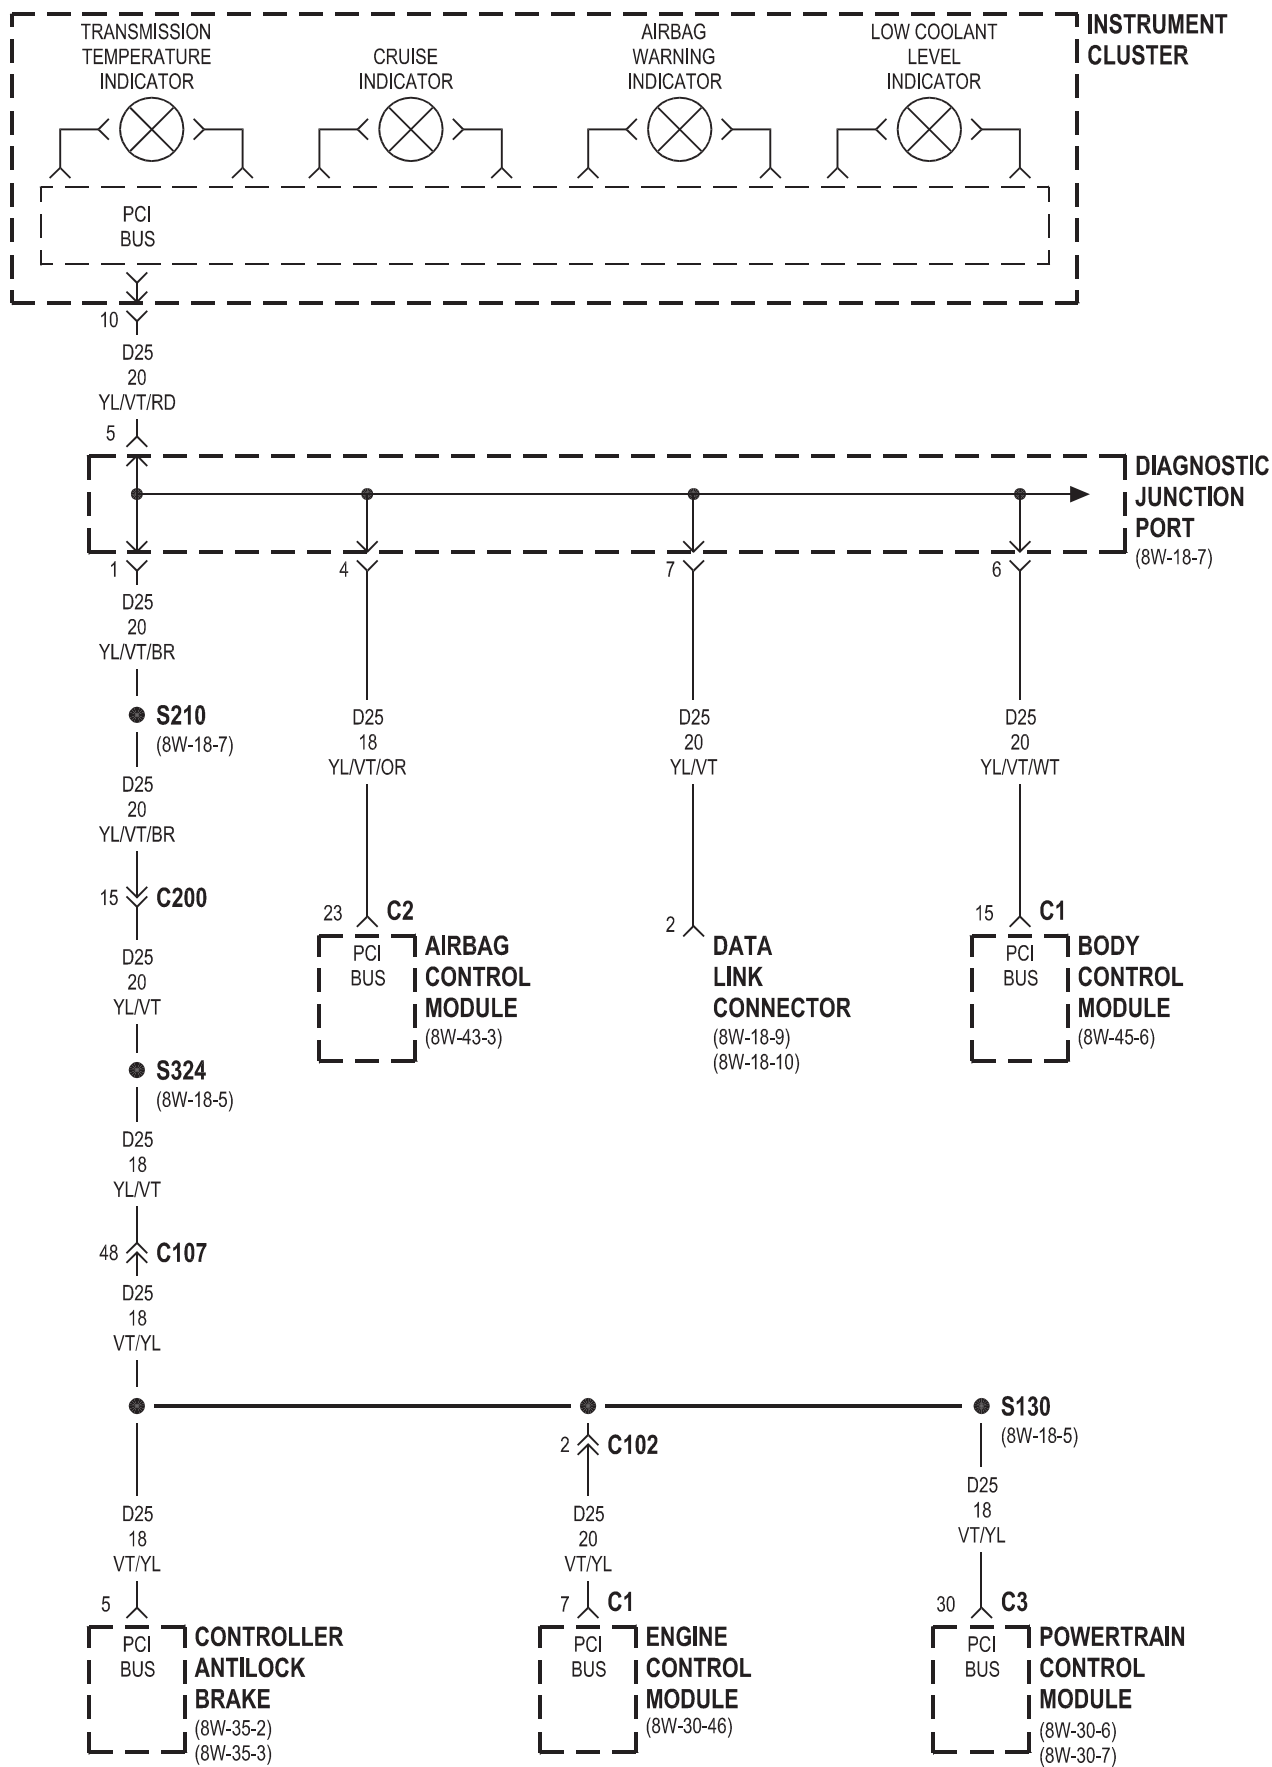 INSTRUMENT
CLUSTER
TRANSMISSION
TEMPERATURE
INDICATOR
CRUISE
INDICATOR
AIRBAG
WARNING
INDICATOR
LOW COOLANT
LEVEL
INDICATOR
PCI
BUS
10
D25
20
YL/VT/RD
5
DIAGNOSTIC
JUNCTION
PORT
(8W-18-7)
1
4
7
6
D25
20
YL/VT/BR
S210
(8W-18-7)
D25
20
YL/VT/BR
15
C200
D25
20
YL/VT
S324
(8W-18-5)
D25
18
YL/VT
48
C107
D25
18
VT/YL
D25
18
YL/VT/OR
23
C2
PCI
BUS
AIRBAG
CONTROL
MODULE
(8W-43-3)
D25
20
YL/VT
2
DATA
LINK
CONNECTOR
(8W-18-9)
(8W-18-10)
D25
20
YL/VT/WT
15
C1
PCI
BUS
BODY
CONTROL
MODULE
(8W-45-6)
S130
(8W-18-5)
D25
18
VT/YL
5
PCI
BUS
CONTROLLER
ANTILOCK
BRAKE
(8W-35-2)
(8W-35-3)
2
C102
D25
20
VT/YL
7
C1
PCI
BUS
ENGINE
CONTROL
MODULE
(8W-30-46)
D25
18
VT/YL
30
C3
PCI
BUS
POWERTRAIN
CONTROL
MODULE
(8W-30-6)
(8W-30-7)